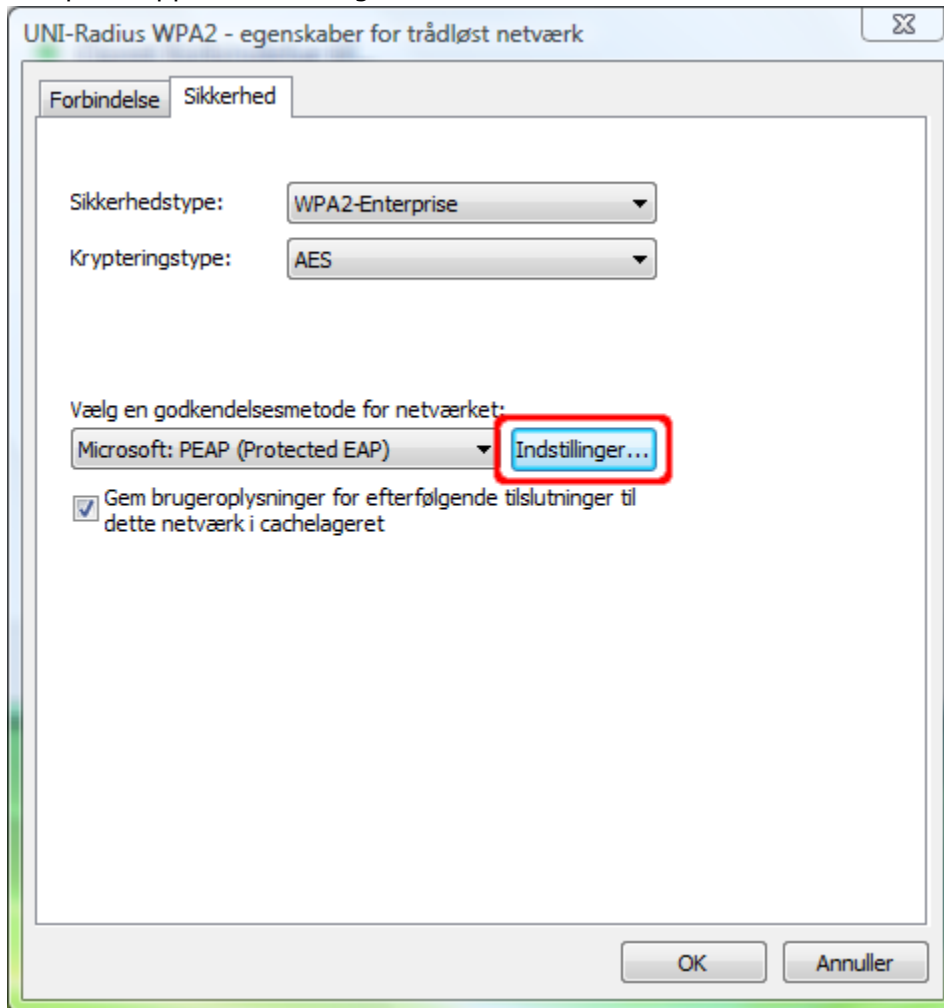 UNI-Radius WPA2 - egenskaber for trådløst netværk
Forbindelse Sikkerhed
Sikkerhedstype: WPA2-Enterprise
Krypteringstype: AES
Vælg en godkendelsesmetode for netværket:
Microsoft: PEAP (Protected EAP) Indstillinger...
Gem brugeroplysninger for efterfølgende tilslutninger til
dette netværk i cachelageret
OK Annuller